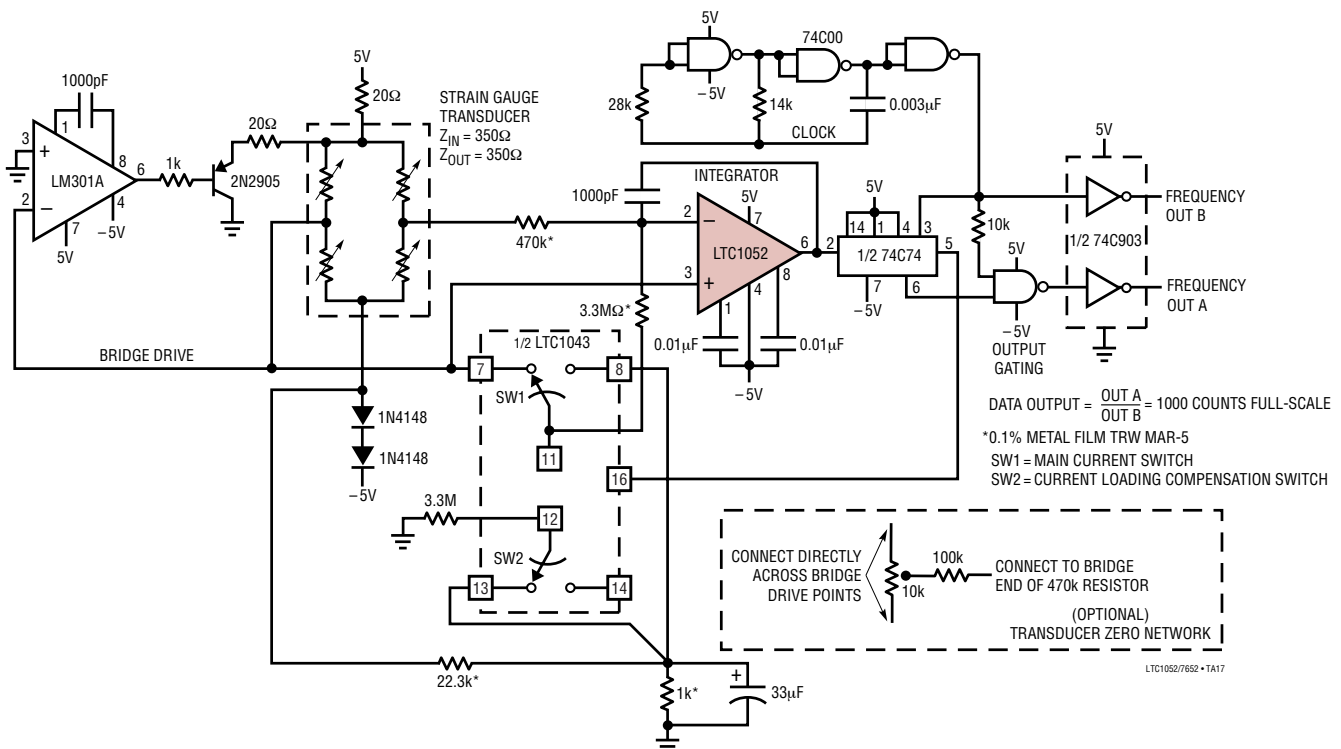 5V
74C00
–5V
28k
14k
0.003µF
CLOCK
1000pF
1
8
3
+
2
–
LM301A
6
7
4
5V
–5V
1k
2N2905
20Ω
5V
20Ω
STRAIN GAUGE
TRANSDUCER
ZIN = 350Ω
ZOUT = 350Ω
470k*
1000pF
INTEGRATOR
2
–
5V
7
LTC1052
6
3
+
8
1
4
0.01µF
0.01µF
–5V
3.3MΩ*
5V
14
1
4
3
2
1/2 74C74
5
7
6
–5V
10k
5V
–5V
OUTPUT
GATING
5V
1/2 74C903
FREQUENCY
OUT B
FREQUENCY
OUT A
BRIDGE DRIVE
1N4148
1N4148
–5V
1/2 LTC1043
7
8
SW1
11
16
3.3M
12
SW2
13
14
22.3k*
1k*
+
33µF
DATA OUTPUT = OUT A
OUT B = 1000 COUNTS FULL-SCALE
*0.1% METAL FILM TRW MAR-5
SW1 = MAIN CURRENT SWITCH
SW2 = CURRENT LOADING COMPENSATION SWITCH
CONNECT DIRECTLY
ACROSS BRIDGE
DRIVE POINTS
10k
100k
CONNECT TO BRIDGE
END OF 470k RESISTOR
(OPTIONAL)
TRANSDUCER ZERO NETWORK
LTC1052/7652 • TA17